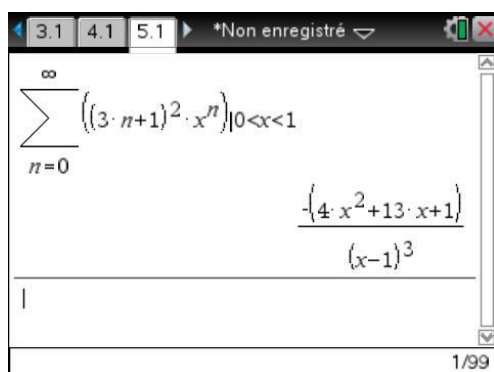 3.1 4.1 5.1 *Non enregistré
∞
∑ ((3·n+1)²·xⁿ)|0<x<1
n=0
-(4·x²+13·x+1)
(x-1)³
1/99